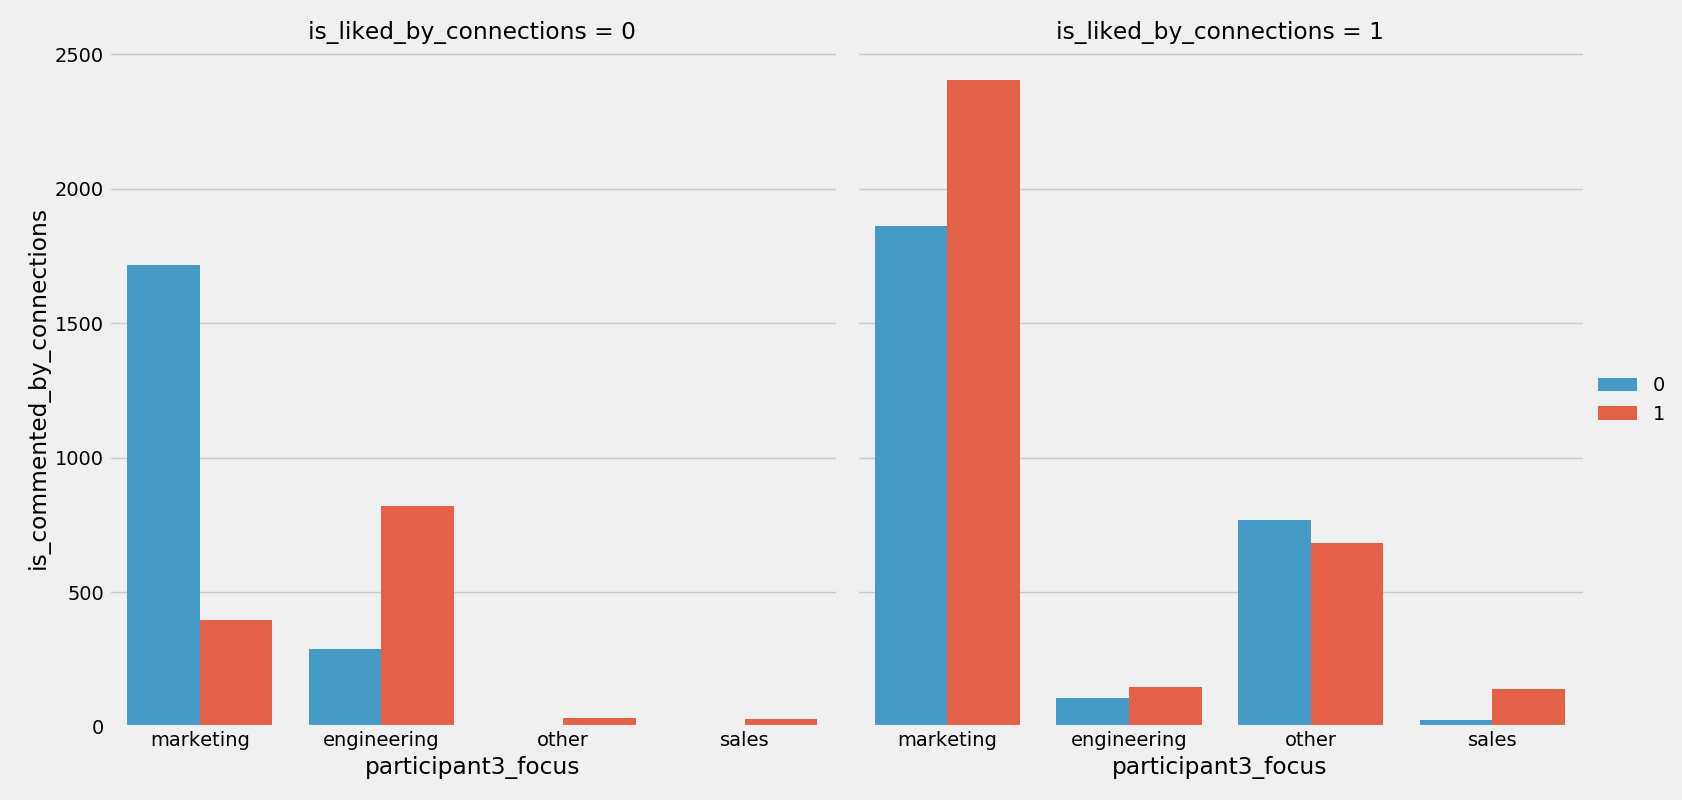 is_liked_by_connections = 0
is_liked_by_connections = 1
is_commented_by_connections
2500
2000
1500
1000
500
0
marketing engineering other sales
marketing engineering other sales
participant3_focus
participant3_focus
0
1